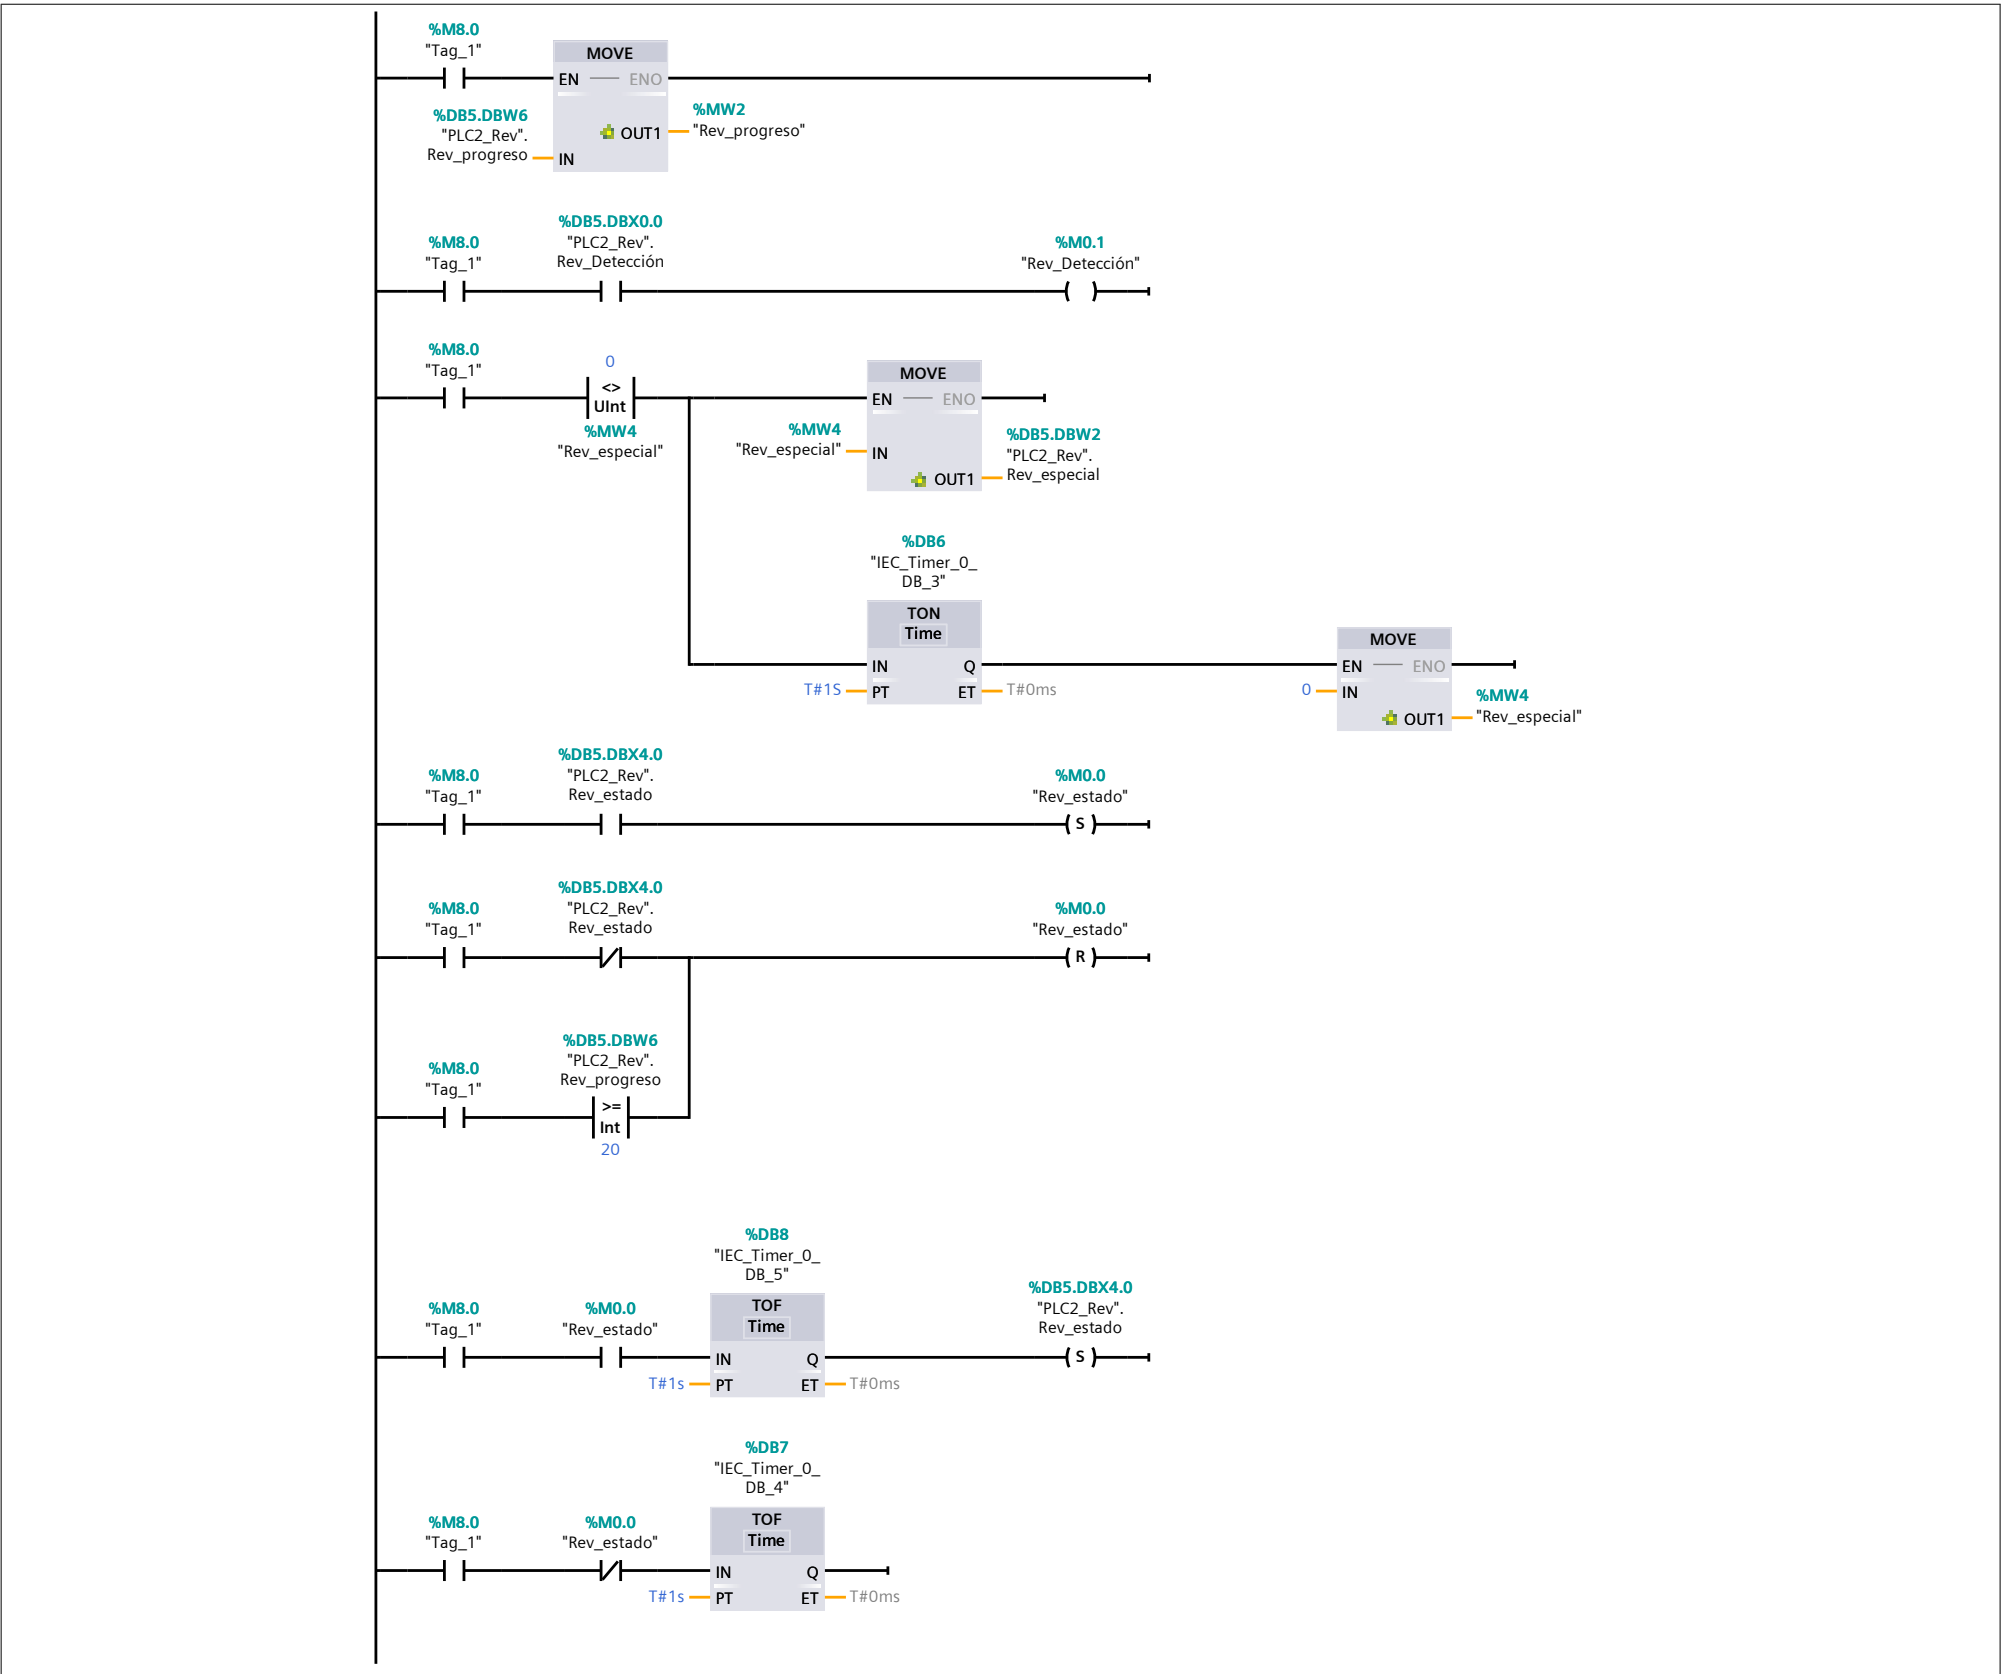 %M8.0
"Tag_1"
MOVE
EN
ENO
%DB5.DBW6
"PLC2_Rev".
Rev_progreso
IN
OUT1
%MW2
"Rev_progreso"
%M8.0
"Tag_1"
%DB5.DBX0.0
"PLC2_Rev".
Rev_Detección
%M0.1
"Rev_Detección"
%M8.0
"Tag_1"
0
<>
UInt
%MW4
"Rev_especial"
MOVE
EN
ENO
%MW4
"Rev_especial"
IN
OUT1
%DB5.DBW2
"PLC2_Rev".
Rev_especial
%DB6
"IEC_Timer_0_
DB_3"
TON
Time
IN
Q
T#1S
PT
ET
T#0ms
MOVE
EN
ENO
0
IN
OUT1
%MW4
"Rev_especial"
%M8.0
"Tag_1"
%DB5.DBX4.0
"PLC2_Rev".
Rev_estado
%M0.0
"Rev_estado"
S
%M8.0
"Tag_1"
%DB5.DBX4.0
"PLC2_Rev".
Rev_estado
%M0.0
"Rev_estado"
R
%M8.0
"Tag_1"
%DB5.DBW6
"PLC2_Rev".
Rev_progreso
>=
Int
20
%M8.0
"Tag_1"
%M0.0
"Rev_estado"
%DB8
"IEC_Timer_0_
DB_5"
TOF
Time
IN
Q
T#1s
PT
ET
T#0ms
%DB5.DBX4.0
"PLC2_Rev".
Rev_estado
S
%M8.0
"Tag_1"
%M0.0
"Rev_estado"
%DB7
"IEC_Timer_0_
DB_4"
TOF
Time
IN
Q
T#1s
PT
ET
T#0ms